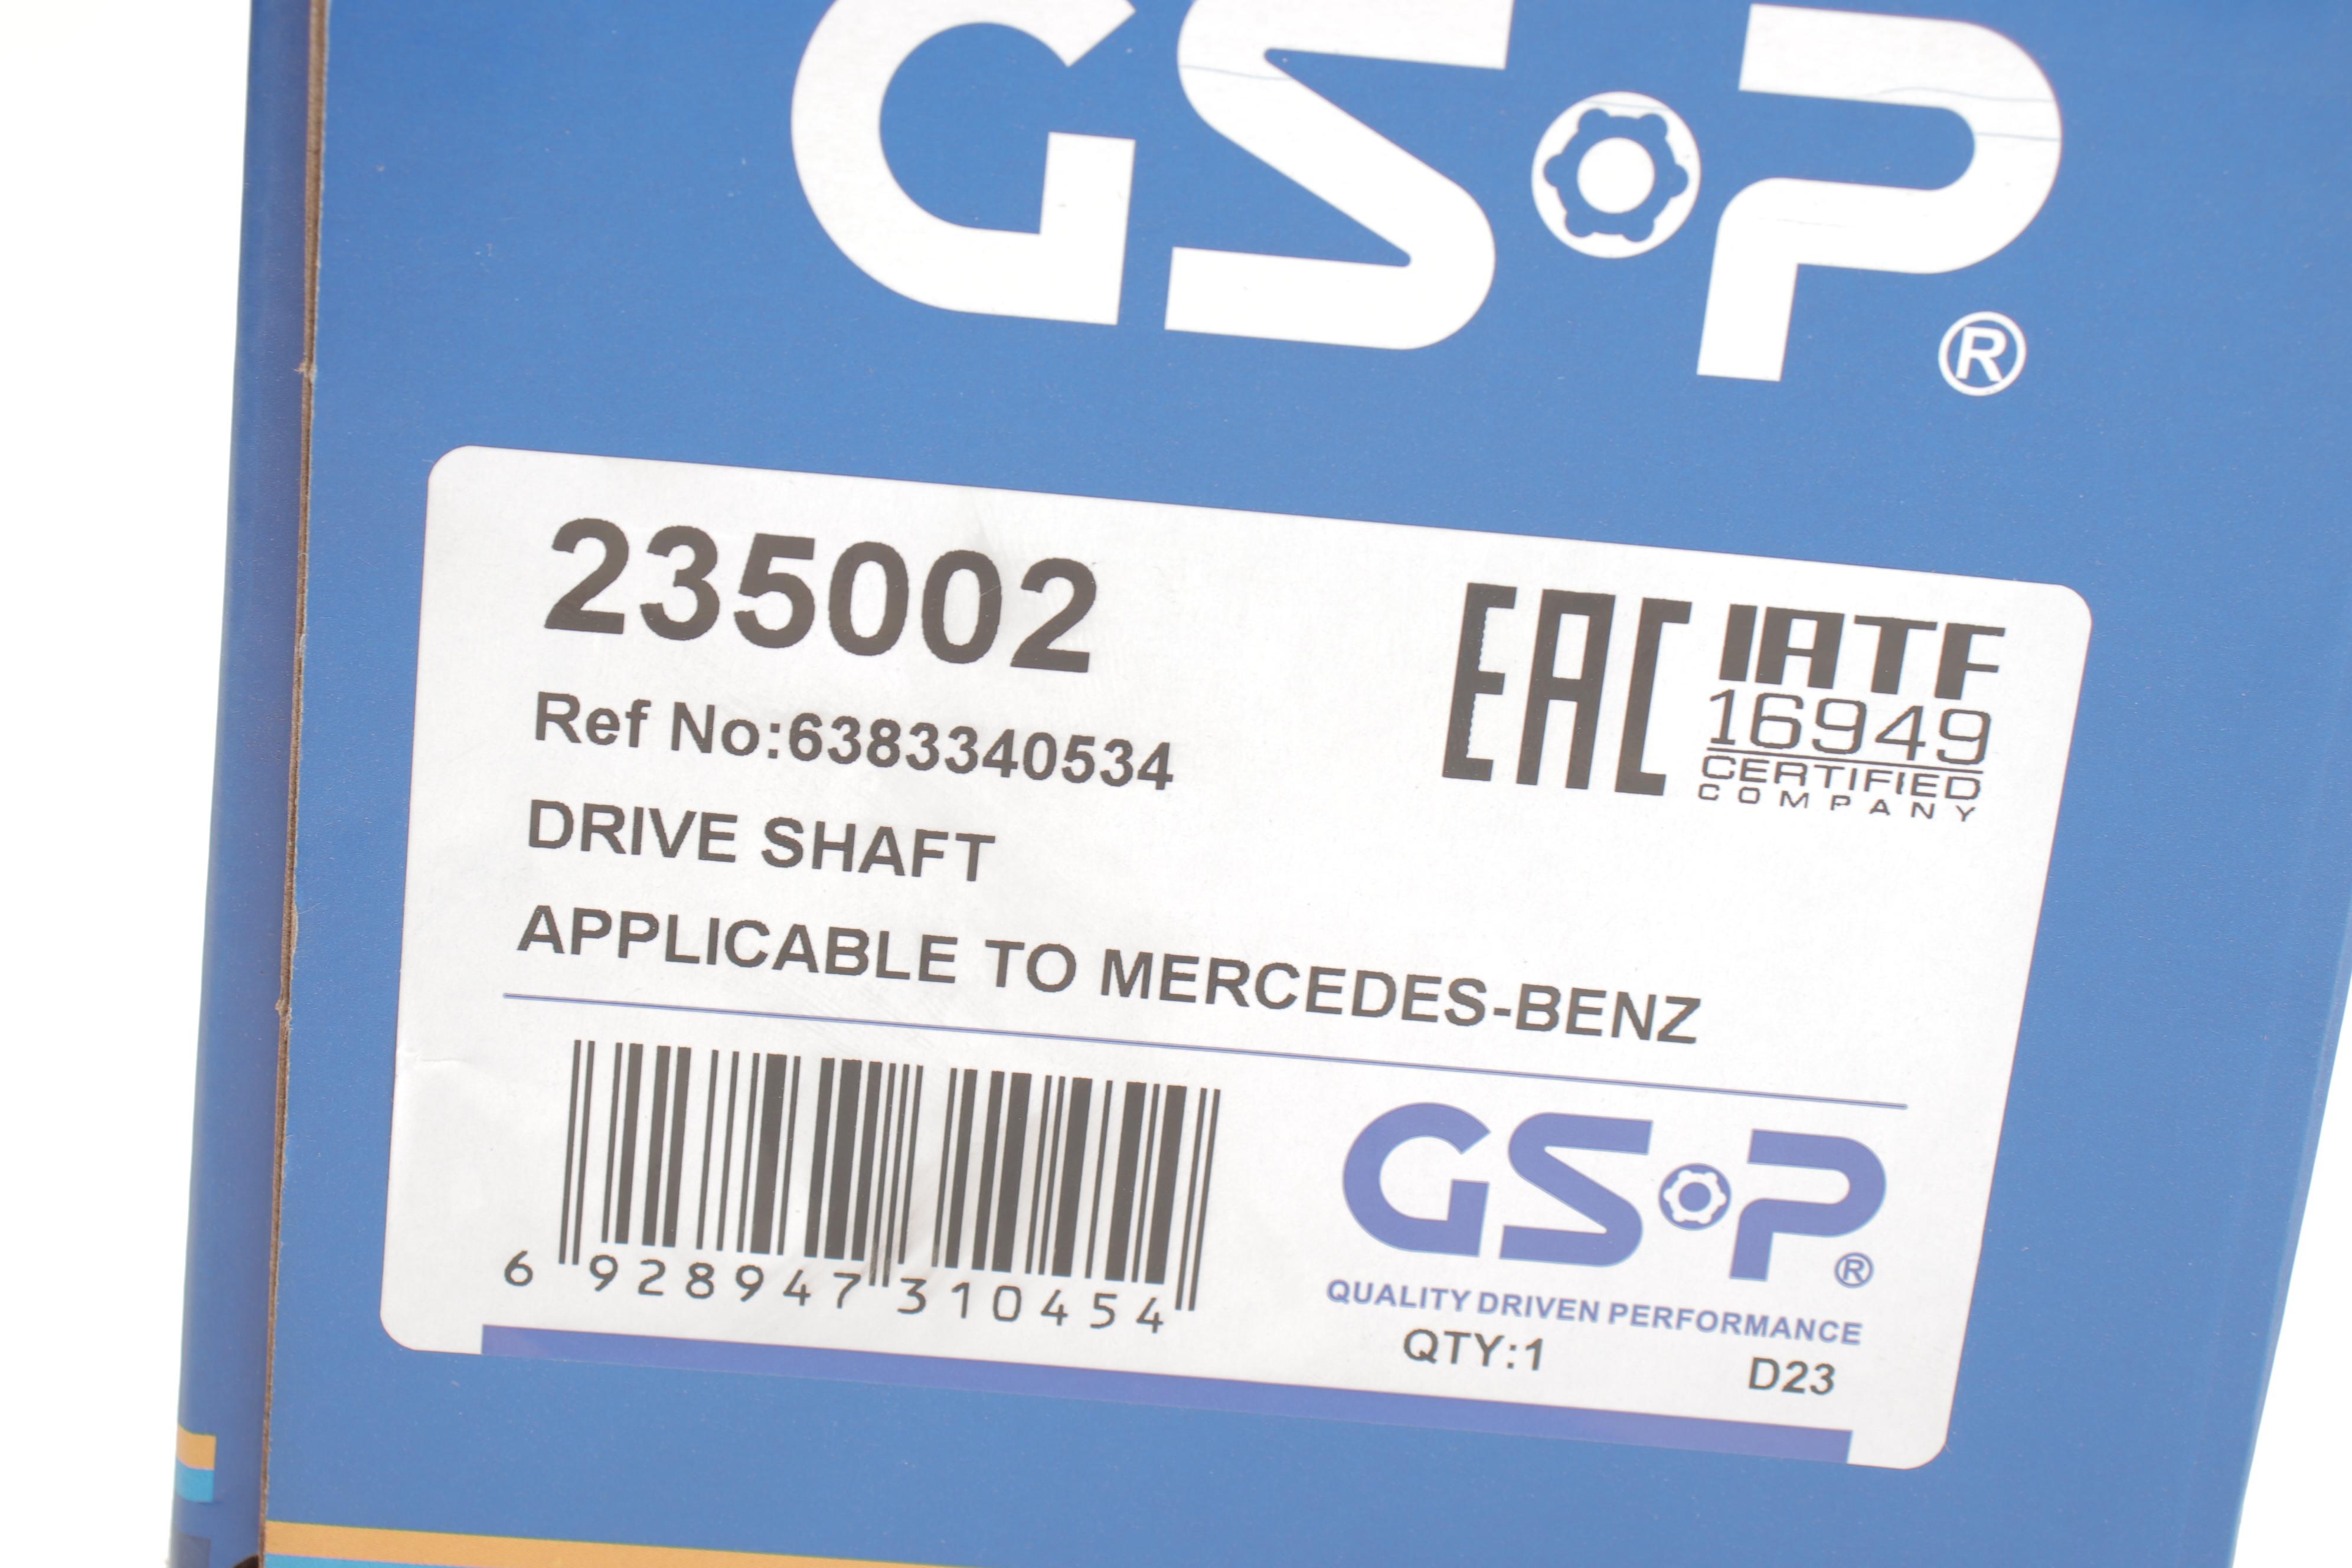 GSP ®
235002
Ref No:6383340534
DRIVE SHAFT
APPLICABLE TO MERCEDES-BENZ
EAC
IATF
16949
CERTIFIED
COMPANY
6 928947 310454
GSP ®
QUALITY DRIVEN PERFORMANCE
QTY:1 D23